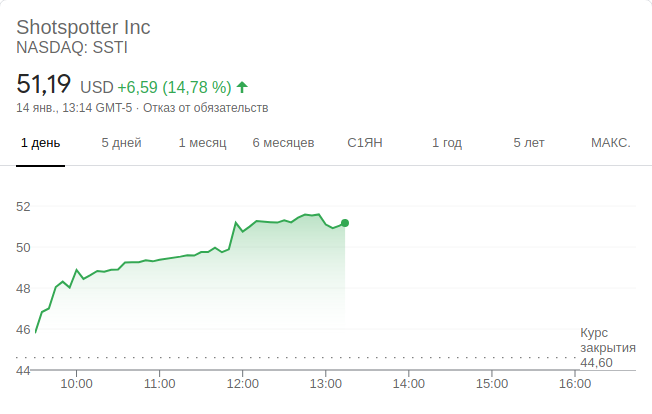 Shotspotter Inc
NASDAQ: SSTI
51,19 USD +6,59 (14,78 %)
14 янв., 13:14 GMT-5 · Отказ от обязательств
1 день 5 дней 1 месяц 6 месяцев С1ЯН 1 год 5 лет МАКС.
52
50
48
46
Курс
закрытия
44,60
44
10:00 11:00 12:00 13:00 14:00 15:00 16:00